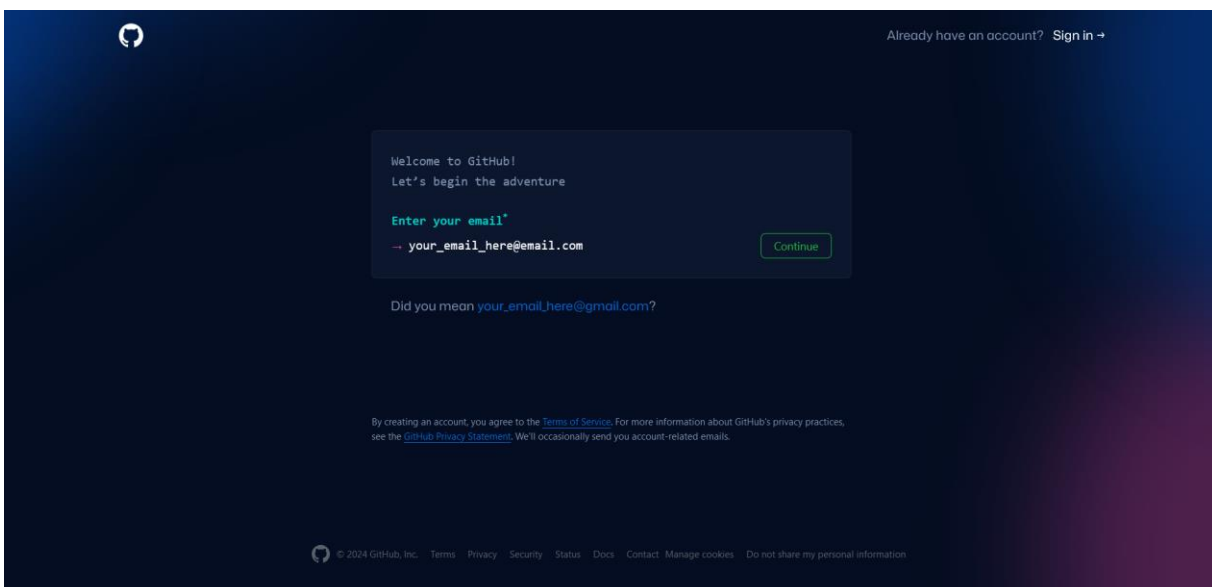 Already have an account? Sign in →
Welcome to GitHub!
Let's begin the adventure
Enter your email*
→ your_email_here@email.com
Continue
Did you mean your_email_here@gmail.com?
By creating an account, you agree to the Terms of Service. For more information about GitHub's privacy practices,
see the GitHub Privacy Statement. We'll occasionally send you account-related emails.
© 2024 GitHub, Inc. Terms Privacy Security Status Docs Contact Manage cookies Do not share my personal information